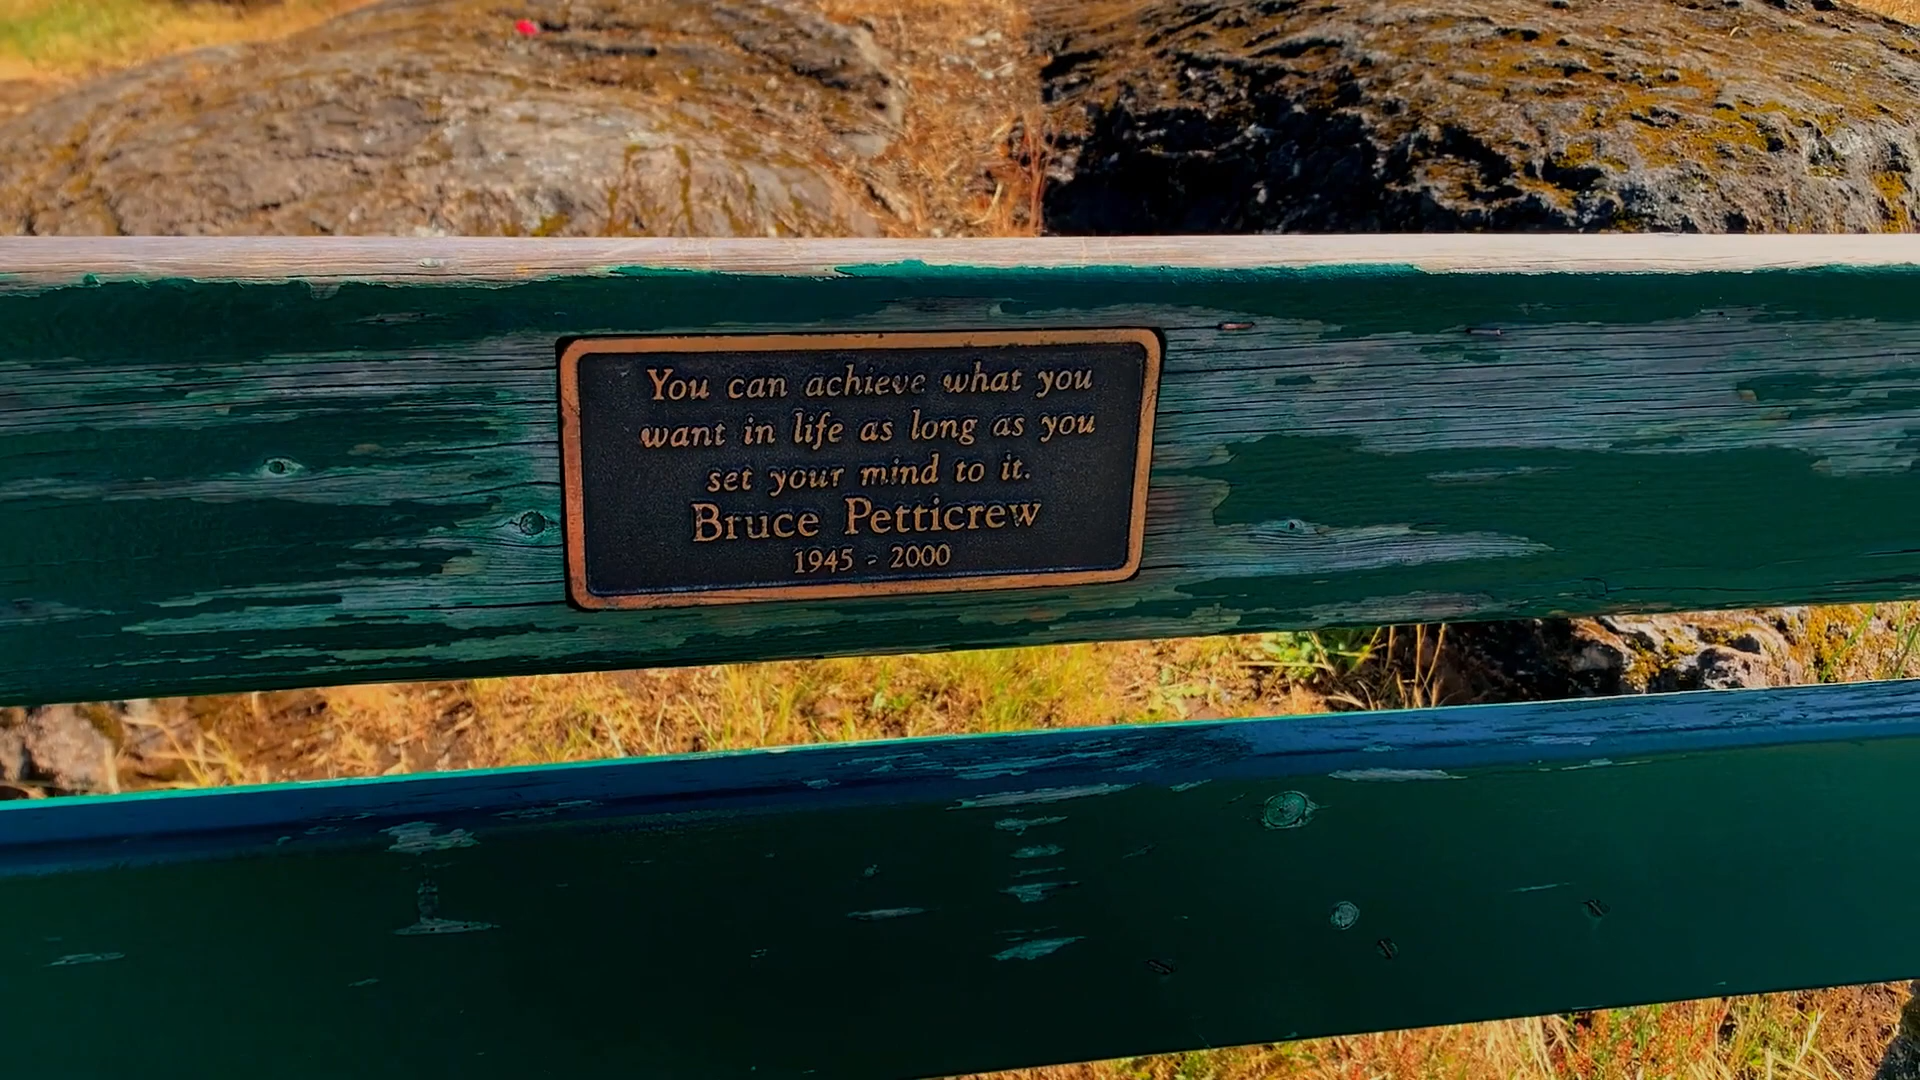 You can achieve what you
want in life as long as you
set your mind to it.
Bruce Petticrew
1945 - 2000